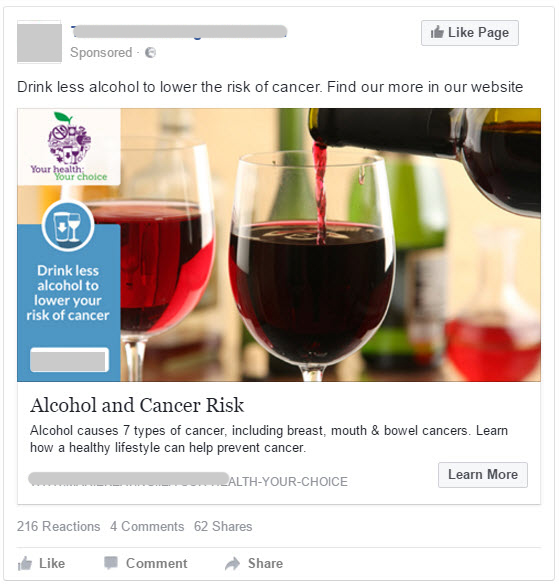 Sponsored ·
Like Page
Drink less alcohol to lower the risk of cancer. Find our more in our website
Your health:
Your choice
Drink less
alcohol to
lower your
risk of cancer
Alcohol and Cancer Risk
Alcohol causes 7 types of cancer, including breast, mouth & bowel cancers. Learn
how a healthy lifestyle can help prevent cancer.
HEALTH-YOUR-CHOICE
Learn More
216 Reactions 4 Comments 62 Shares
Like Comment Share